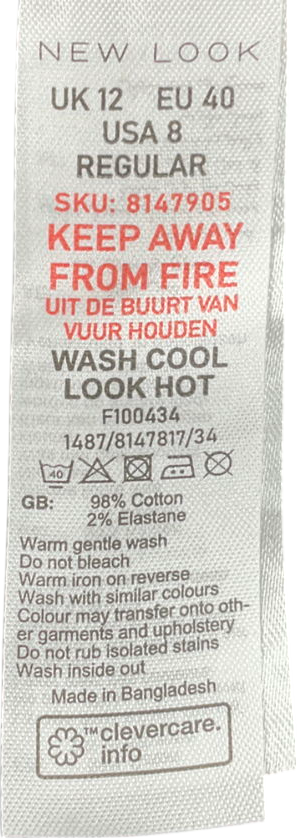 NEW LOOK
UK 12 EU 40
USA 8
REGULAR
SKU: 8147905
KEEP AWAY
FROM FIRE
UIT DE BUURT VAN
VUUR HOUDEN
WASH COOL
LOOK HOT
F100434
1487/8147817/34
40
GB: 98% Cotton
2% Elastane
Warm gentle wash
Do not bleach
Warm iron on reverse
Wash with similar colours
Colour may transfer onto oth-
er garments and upholstery
Do not rub isolated stains
Wash inside out
Made in Bangladesh
™clevercare.
info